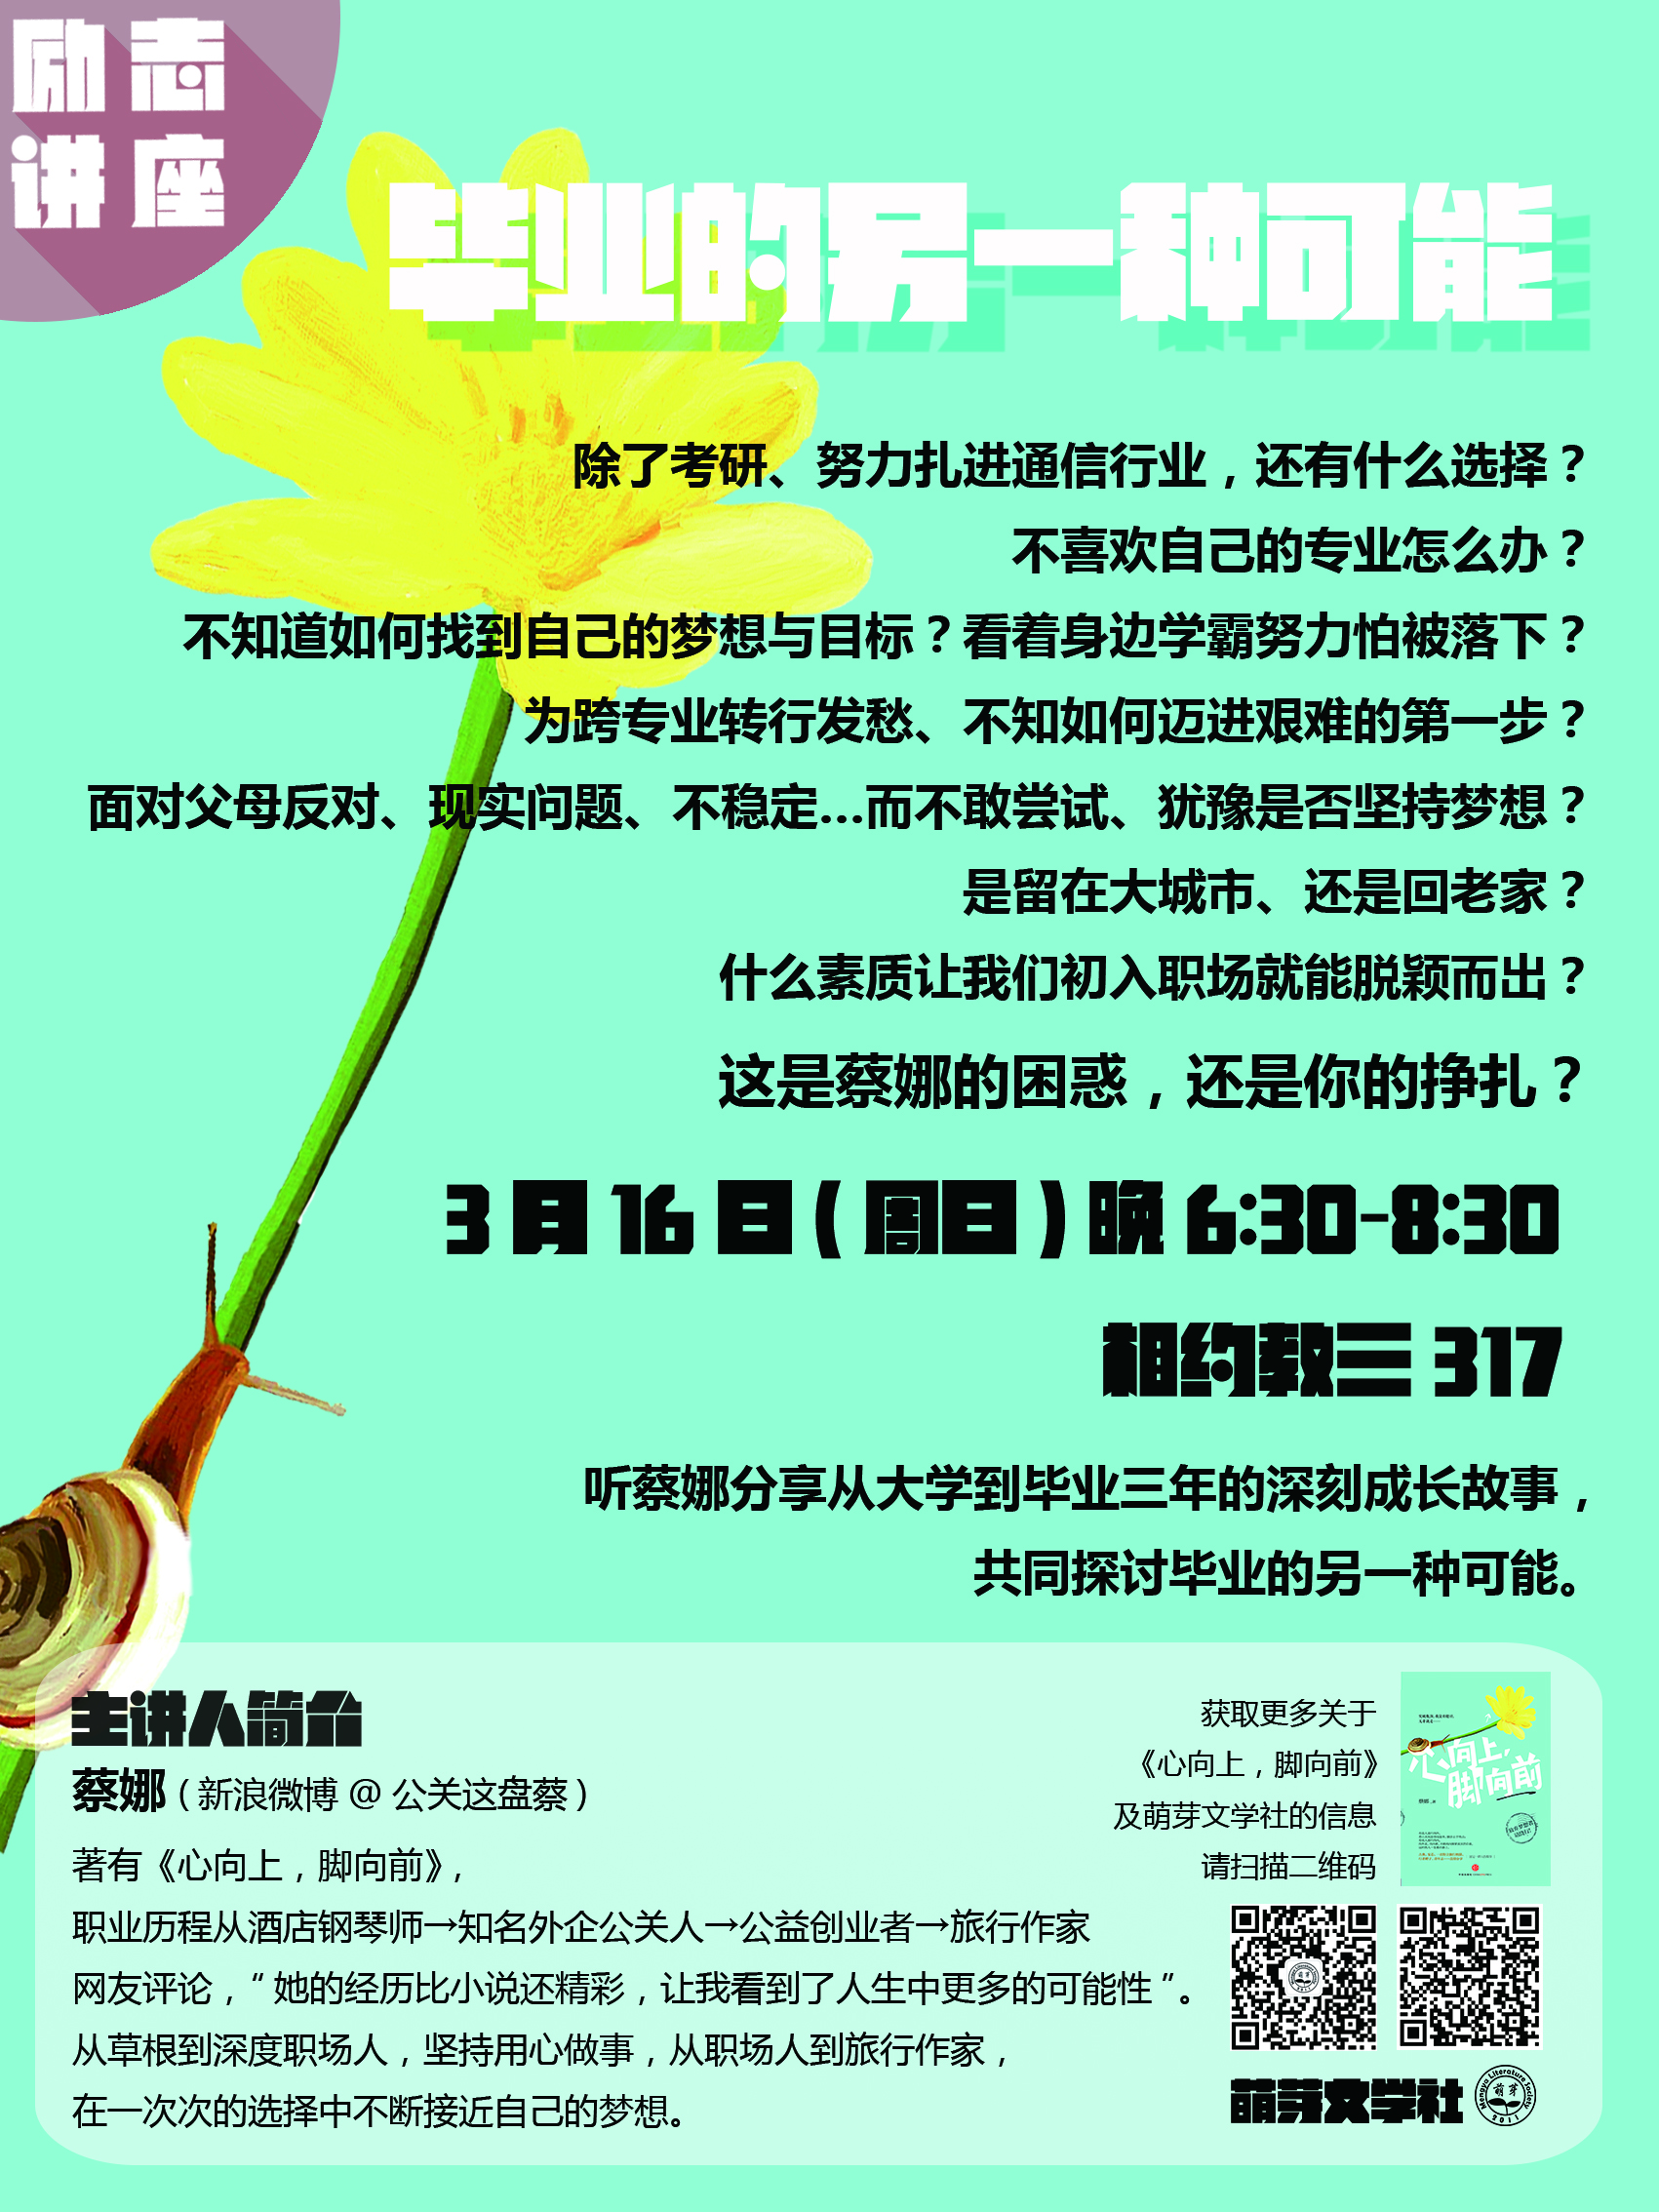 励志
讲座
毕业的另一种可能
除了考研、努力扎进通信行业，还有什么选择？
不喜欢自己的专业怎么办？
不知道如何找到自己的梦想与目标？看着身边学霸努力怕被落下？
为跨专业转行发愁、不知如何迈进艰难的第一步？
面对父母反对、现实问题、不稳定...而不敢尝试、犹豫是否坚持梦想？
是留在大城市、还是回老家？
什么素质让我们初入职场就能脱颖而出？
这是蔡娜的困惑，还是你的挣扎？
3 月 16 日（周日）晚 6:30-8:30
相约教三 317
听蔡娜分享从大学到毕业三年的深刻成长故事，
共同探讨毕业的另一种可能。
主讲人简介
蔡娜（新浪微博 @ 公关这盘蔡）
著有《心向上，脚向前》，
职业历程从酒店钢琴师→知名外企公关人→公益创业者→旅行作家
网友评论，“她的经历比小说还精彩，让我看到了人生中更多的可能性”。
从草根到深度职场人，坚持用心做事，从职场人到旅行作家，
在一次次的选择中不断接近自己的梦想。
获取更多关于
《心向上，脚向前》
及萌芽文学社的信息
请扫描二维码
心向上，
脚向前
萌芽文学社
Mengya Literature Society
萌芽
2011